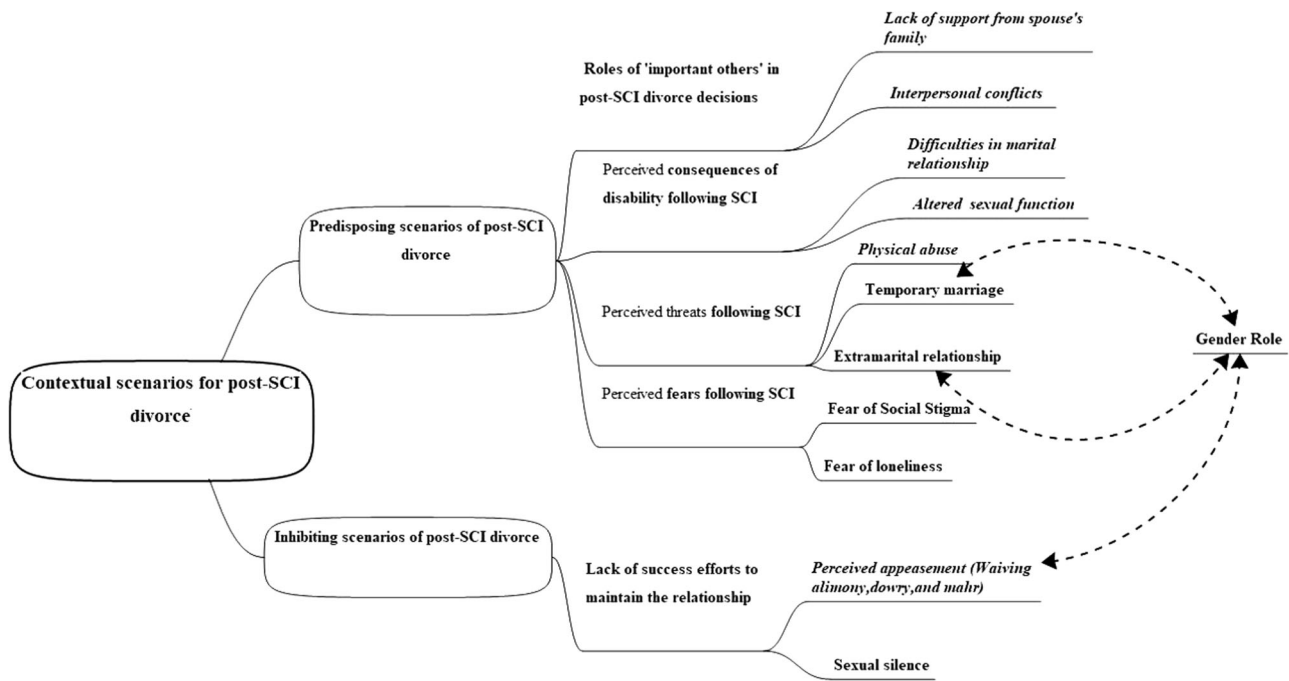 Contextual scenarios for post-SCI
divorce
Predisposing scenarios of post-SCI
divorce
Roles of 'important others' in
post-SCI divorce decisions
Lack of support from spouse's
family
Interpersonal conflicts
Perceived consequences of
disability following SCI
Difficulties in marital
relationship
Altered sexual function
Perceived threats following SCI
Physical abuse
Temporary marriage
Extramarital relationship
Perceived fears following SCI
Fear of Social Stigma
Fear of loneliness
Gender Role
Inhibiting scenarios of post-SCI divorce
Lack of success efforts to
maintain the relationship
Perceived appeasement (Waiving
alimony,dowry,and mahr)
Sexual silence